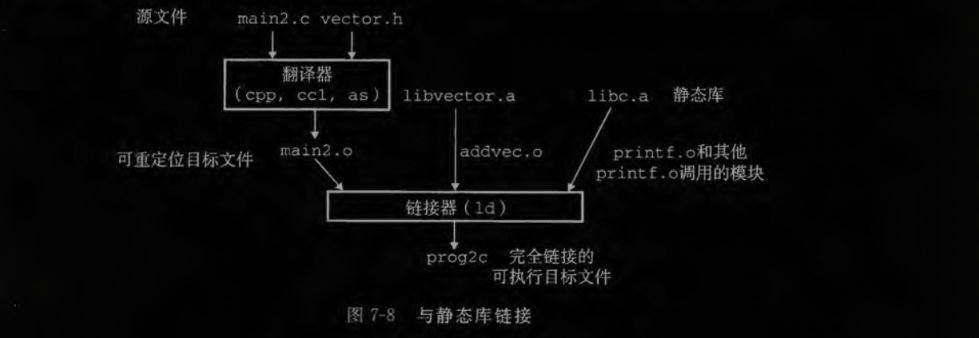 源文件 main2.c vector.h
翻译器
(cpp, cc1, as)
libvector.a
libc.a 静态库
可重定位目标文件
main2.o
addvec.o
printf.o和其他
printf.o调用的模块
链接器(ld)
prog2c 完全链接的
可执行目标文件
图 7-8 与静态库链接